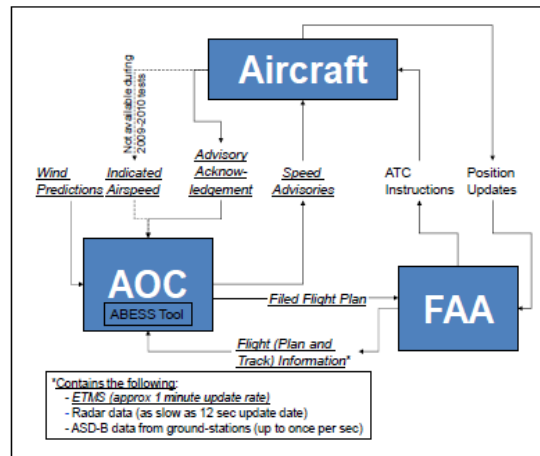 Aircraft
Not available during
2009-2010 tests
Wind
Predictions
Indicated
Airspeed
Advisory
Acknow-
ledgement
Speed
Advisories
ATC
Instructions
Position
Updates
AOC
ABESS Tool
Filed Flight Plan
FAA
Flight (Plan and
Track) Information*
*Contains the following:
- ETMS (approx 1 minute update rate)
- Radar data (as slow as 12 sec update date)
- ASD-B data from ground-stations (up to once per sec)